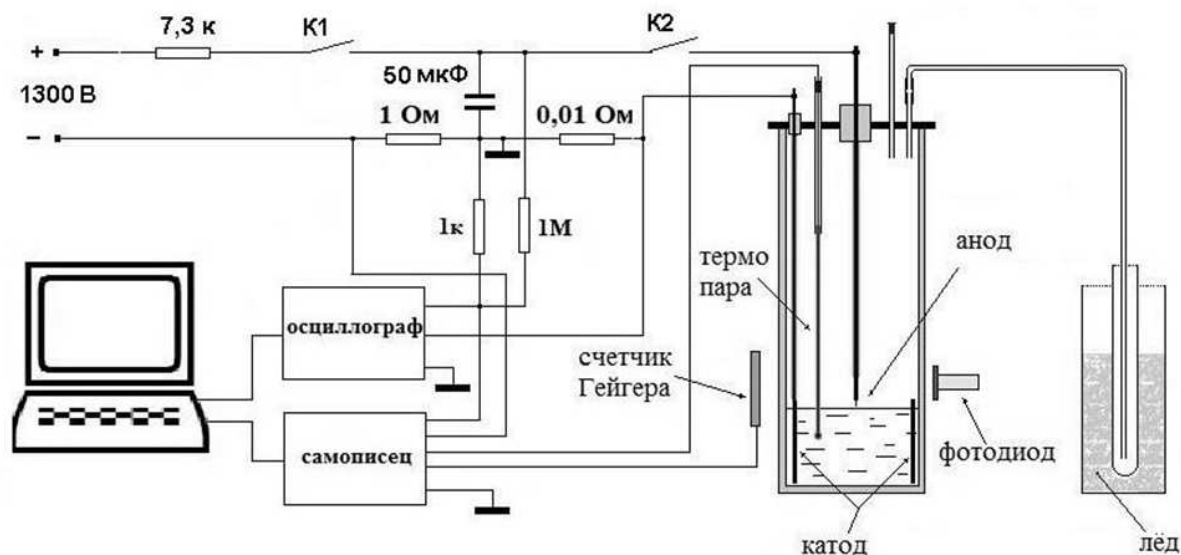 7,3 к
К1
К2
+
1300 В
−
50 мкФ
1 Ом
0,01 Ом
1к
1М
термо
пара
анод
осциллограф
счетчик
Гейгера
самописец
фотодиод
катод
лёд